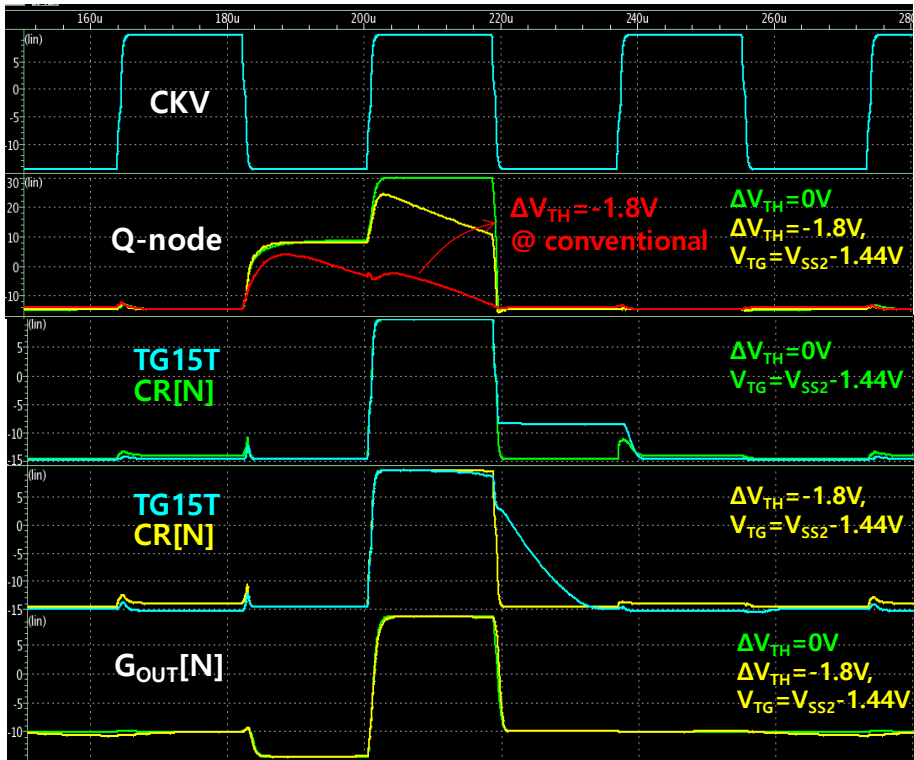 160u 180u 200u 220u 240u 260u 280
(lin)
5
0
-5
-10
CKV
30 (lin)
20
10
0
-10
Q-node
ΔVTH=-1.8V
@ conventional
ΔVTH=0V
ΔVTH=-1.8V,
VTG=VSS2-1.44V
(lin)
5
0
-5
-10
-15
TG15T
CR[N]
ΔVTH=0V
VTG=VSS2-1.44V
(lin)
5
0
-5
-10
-15
TG15T
CR[N]
ΔVTH=-1.8V,
VTG=VSS2-1.44V
(lin)
5
0
-5
-10
GOUT[N]
ΔVTH=0V
ΔVTH=-1.8V,
VTG=VSS2-1.44V